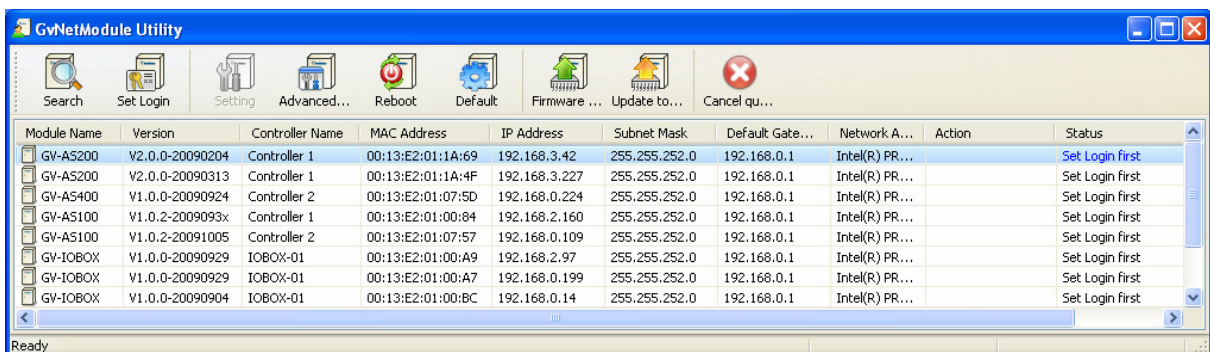 GvNetModule Utility
Search Set Login Setting Advanced... Reboot Default Firmware ... Update to... Cancel qu...
Module Name Version Controller Name MAC Address IP Address Subnet Mask Default Gate... Network A... Action Status
GV-AS200 V2.0.0-20090204 Controller 1 00:13:E2:01:1A:69 192.168.3.42 255.255.252.0 192.168.0.1 Intel(R) PR... Set Login first
GV-AS200 V2.0.0-20090313 Controller 1 00:13:E2:01:1A:4F 192.168.3.227 255.255.252.0 192.168.0.1 Intel(R) PR... Set Login first
GV-AS400 V1.0.0-20090924 Controller 2 00:13:E2:01:07:5D 192.168.0.224 255.255.252.0 192.168.0.1 Intel(R) PR... Set Login first
GV-AS100 V1.0.2-2009093x Controller 1 00:13:E2:01:00:84 192.168.2.160 255.255.252.0 192.168.0.1 Intel(R) PR... Set Login first
GV-AS100 V1.0.2-20091005 Controller 2 00:13:E2:01:07:57 192.168.0.109 255.255.252.0 192.168.0.1 Intel(R) PR... Set Login first
GV-IOBOX V1.0.0-20090929 IOBOX-01 00:13:E2:01:00:A9 192.168.2.97 255.255.252.0 192.168.0.1 Intel(R) PR... Set Login first
GV-IOBOX V1.0.0-20090929 IOBOX-01 00:13:E2:01:00:A7 192.168.0.199 255.255.252.0 192.168.0.1 Intel(R) PR... Set Login first
GV-IOBOX V1.0.0-20090904 IOBOX-01 00:13:E2:01:00:BC 192.168.0.14 255.255.252.0 192.168.0.1 Intel(R) PR... Set Login first
Ready